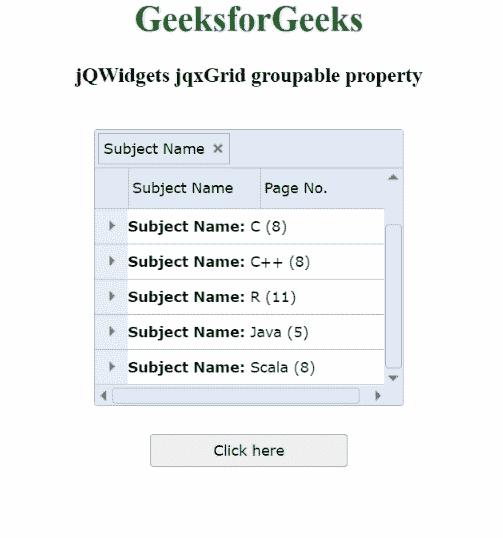 GeeksforGeeks
jQWidgets jqxGrid groupable property
Subject Name ×
Subject Name Page No.
Subject Name: C (8)
Subject Name: C++ (8)
Subject Name: R (11)
Subject Name: Java (5)
Subject Name: Scala (8)
Click here